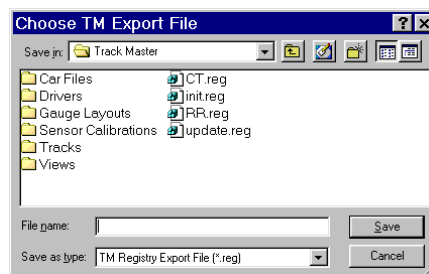 Choose TM Export File
Save in: Track Master
Car Files
Drivers
Gauge Layouts
Sensor Calibrations
Tracks
Views
CT.reg
init.reg
RR.reg
update.reg
File name: Save
Save as type: TM Registry Export File (*.reg) Cancel